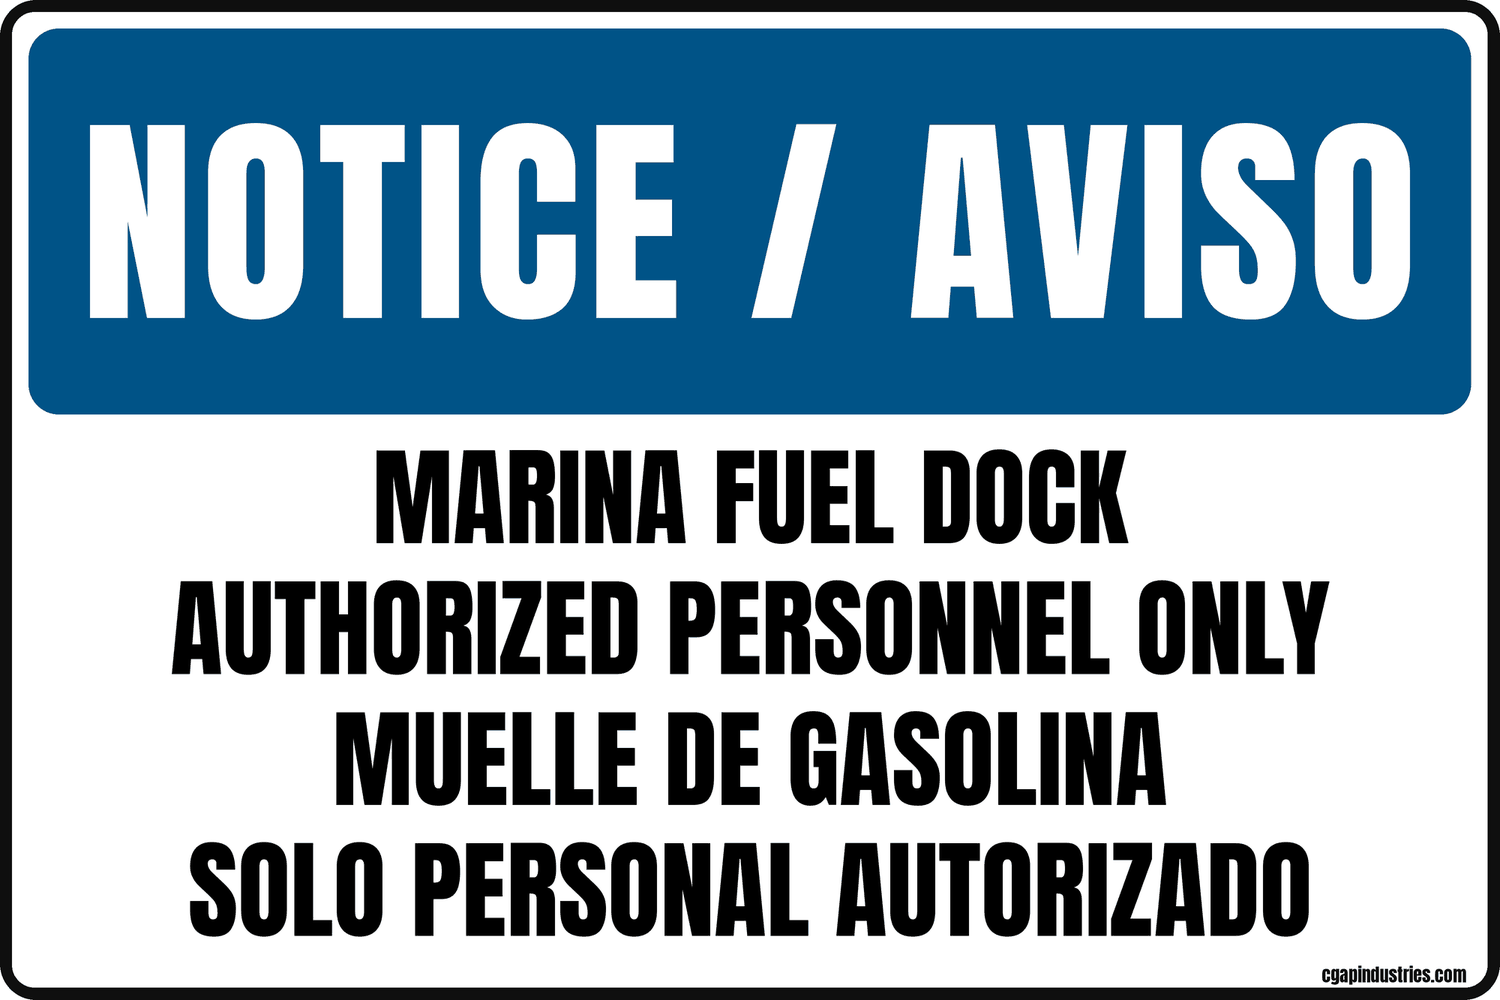 NOTICE / AVISO
MARINA FUEL DOCK
AUTHORIZED PERSONNEL ONLY
MUELLE DE GASOLINA
SOLO PERSONAL AUTORIZADO
cgapindustries.com